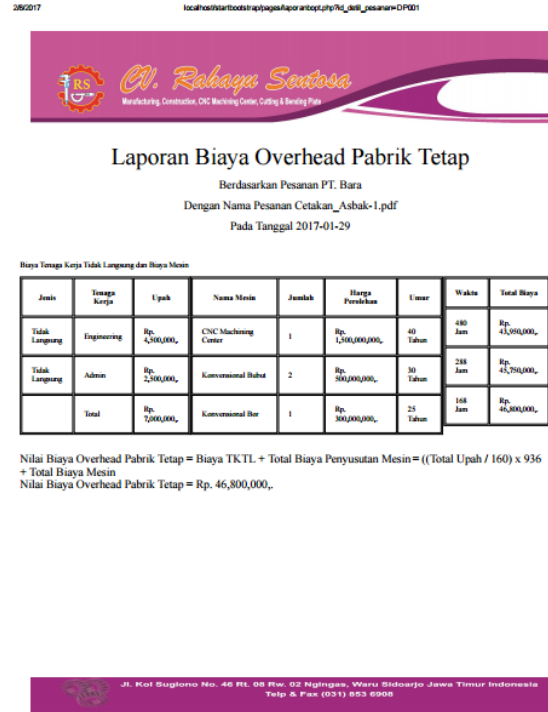 2/8/2017 localhost/startbootstrap/pages/laporanbopt.php?id_detil_pesanan=DP001
RS
CV. Rahayu Sentosa
Manufacturing, Construction, CNC Machining Center, Cutting & Bending Plate
Laporan Biaya Overhead Pabrik Tetap
Berdasarkan Pesanan PT. Bara
Dengan Nama Pesanan Cetakan_Asbak-1.pdf
Pada Tanggal 2017-01-29
Biaya Tenaga Kerja Tidak Langsung dan Biaya Mesin
Jenis Tenaga Kerja Upah Nama Mesin Jumlah Harga Perolehan Umur Waktu Total Biaya
Tidak Langsung Engineering Rp. 4,500,000,. CNC Machining Center 1 Rp. 1,500,000,000,. 40 Tahun 480 Jam Rp. 43,950,000,.
Tidak Langsung Admin Rp. 2,500,000,. Konvensional Bubut 2 Rp. 500,000,000,. 30 Tahun 288 Jam Rp. 45,750,000,.
Total Rp. 7,000,000,. Konvensional Bor 1 Rp. 300,000,000,. 25 Tahun 168 Jam Rp. 46,800,000,.
Nilai Biaya Overhead Pabrik Tetap = Biaya TKTL + Total Biaya Penyusutan Mesin = ((Total Upah / 160) x 936
+ Total Biaya Mesin
Nilai Biaya Overhead Pabrik Tetap = Rp. 46,800,000,.
Jl. Kol Sugiono No. 46 Rt. 08 Rw. 02 Ngingas, Waru Sidoarjo Jawa Timur Indonesia
Telp & Fax (031) 853 6908